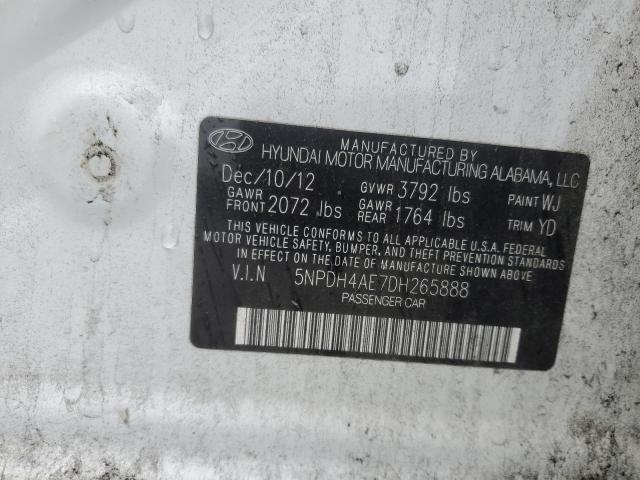 MANUFACTURED BY
HYUNDAI MOTOR MANUFACTURING ALABAMA, LLC
Dec/10/12 GVWR 3792 lbs PAINT WJ
GAWR FRONT 2072 lbs GAWR REAR 1764 lbs TRIM YD
THIS VEHICLE CONFORMS TO ALL APPLICABLE U.S.A. FEDERAL
MOTOR VEHICLE SAFETY, BUMPER, AND THEFT PREVENTION STANDARDS
IN EFFECT ON THE DATE OF MANUFACTURE SHOWN ABOVE.
V.I.N 5NPDH4AE7DH265888
PASSENGER CAR